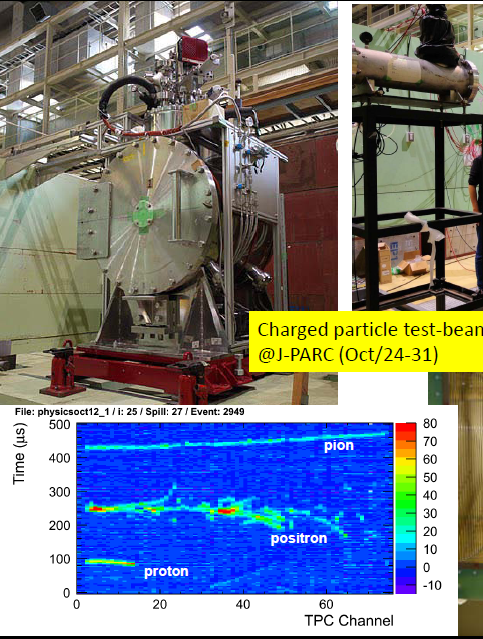 Charged particle test-beam
@J-PARC (Oct/24-31)
File: physicsoct12_1 / i: 25 / Spill: 27 / Event: 2949
Time (μs)
500
400
300
200
100
0
pion
positron
proton
0
20
40
60
TPC Channel
80
70
60
50
40
30
20
10
0
-10